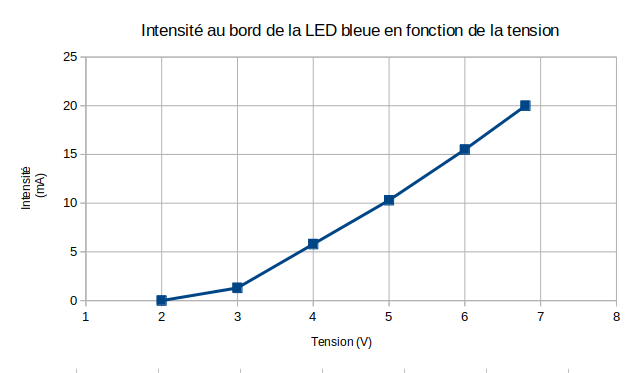 Intensité au bord de la LED bleue en fonction de la tension
25
20
15
10
5
0
Intensité
(mA)
1 2 3 4 5 6 7 8
Tension (V)